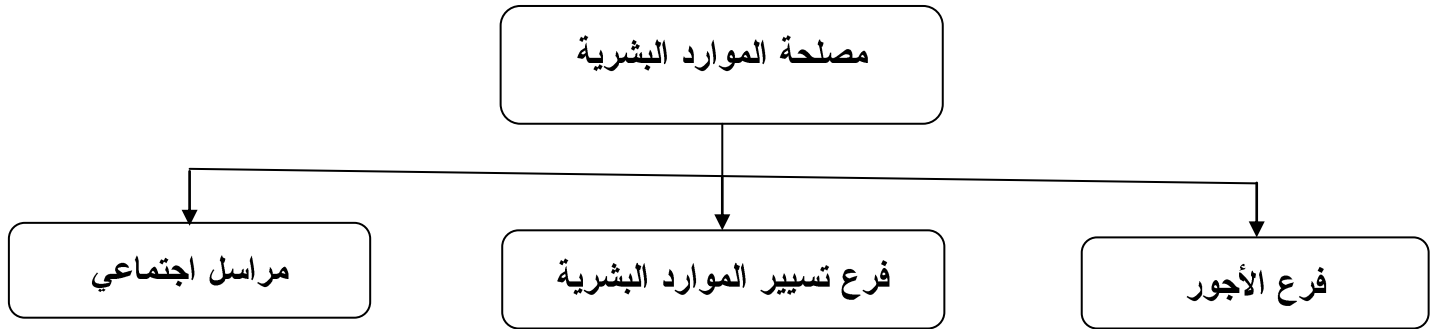 مصلحة الموارد البشرية
فرع الأجور
فرع تسيير الموارد البشرية
مراسل اجتماعي